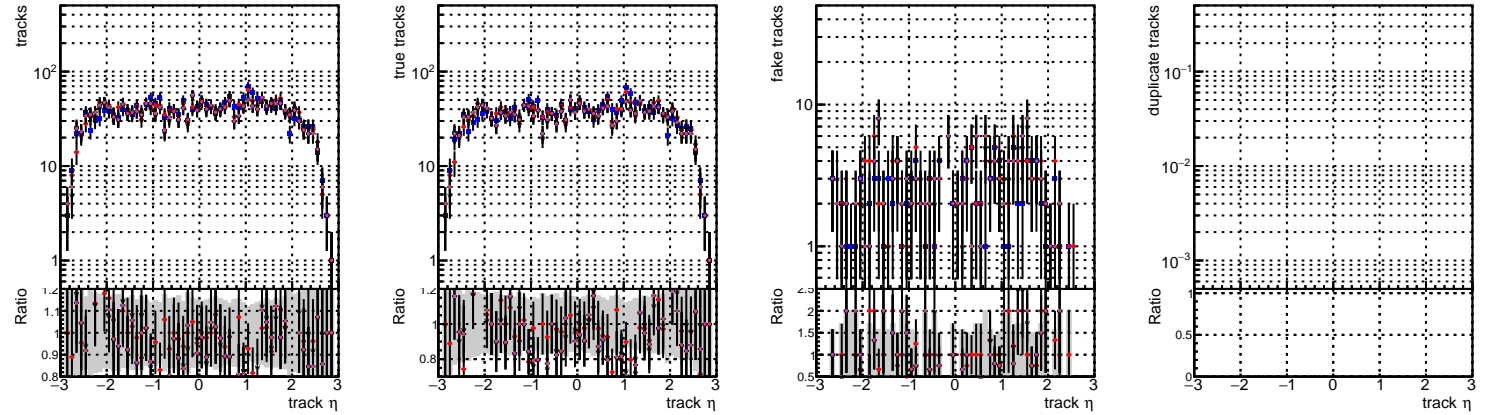 tracks
10²
10
1
Ratio
1.2
1.1
1
0.9
0.8
−3 −2 −1 0 1 2 3
track η
true tracks
10²
10
1
Ratio
1.2
1
0.8
−3 −2 −1 0 1 2 3
track η
fake tracks
10
1
Ratio
2.5
2
1.5
1
0.5
−3 −2 −1 0 1 2 3
track η
duplicate tracks
10⁻¹
10⁻²
10⁻³
Ratio
1
0.5
0
−3 −2 −1 0 1 2 3
track η